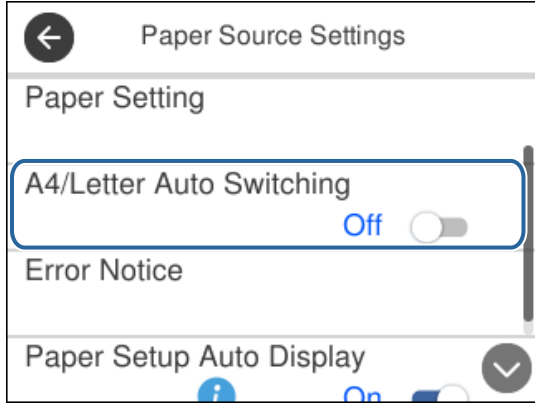 Paper Source Settings
Paper Setting
A4/Letter Auto Switching
Off
Error Notice
Paper Setup Auto Display
i On